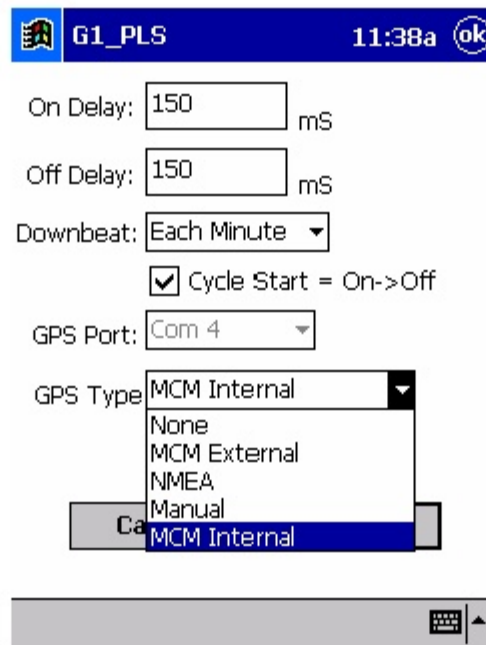 G1_PLS 11:38a ok
On Delay: 150 mS
Off Delay: 150 mS
Downbeat: Each Minute
Cycle Start = On->Off
GPS Port: Com 4
GPS Type MCM Internal
None
MCM External
NMEA
Manual
MCM Internal